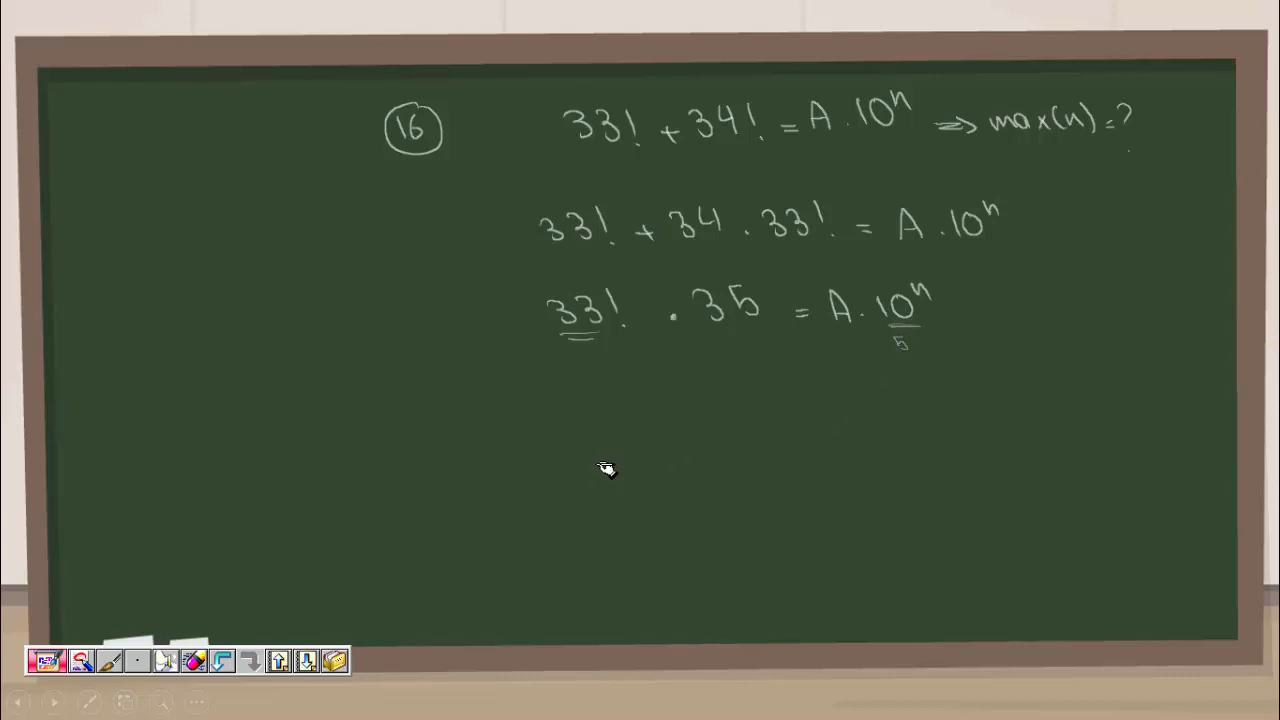 16 33! + 34! = A . 10ⁿ => max(n) = ?
33! + 34 . 33! = A . 10ⁿ
33! . 35 = A . 10ⁿ
5